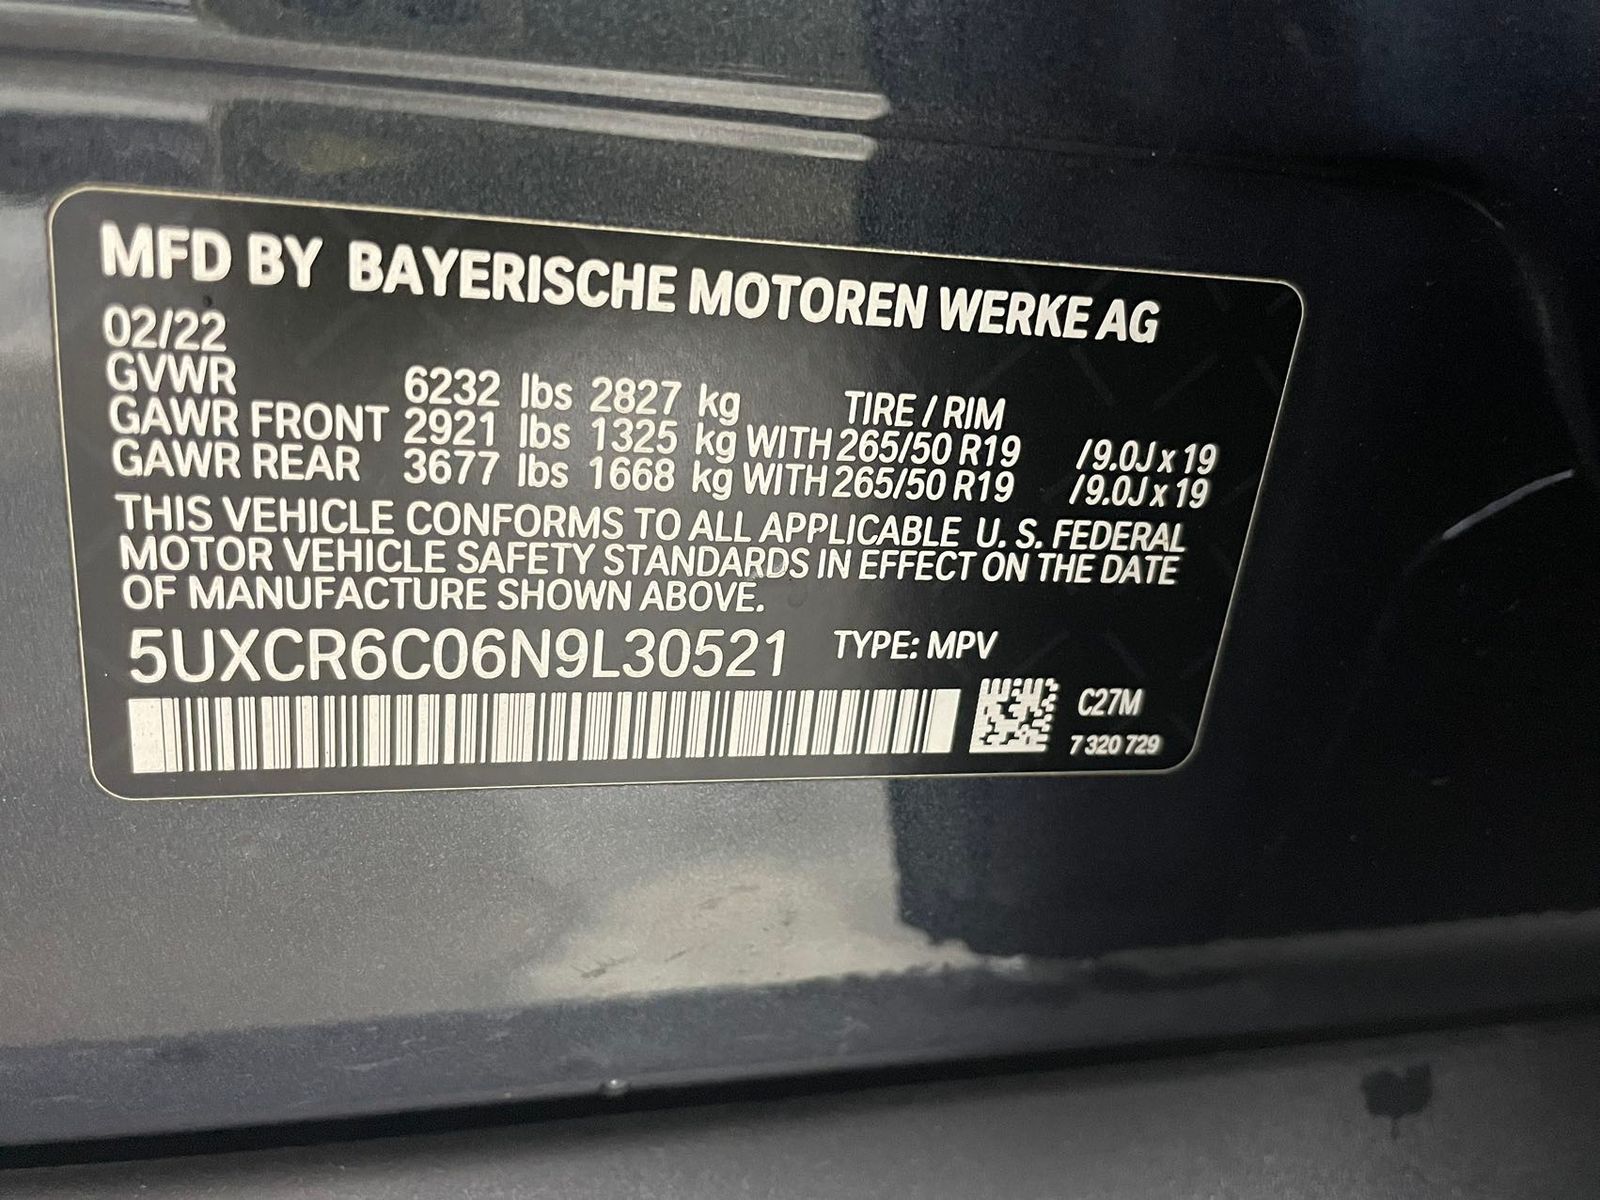 MFD BY BAYERISCHE MOTOREN WERKE AG
02/22
GVWR 6232 lbs 2827 kg TIRE / RIM
GAWR FRONT 2921 lbs 1325 kg WITH 265/50 R19 /9.0J x 19
GAWR REAR 3677 lbs 1668 kg WITH 265/50 R19 /9.0J x 19
THIS VEHICLE CONFORMS TO ALL APPLICABLE U. S. FEDERAL
MOTOR VEHICLE SAFETY STANDARDS IN EFFECT ON THE DATE
OF MANUFACTURE SHOWN ABOVE.
5UXCR6C06N9L30521 TYPE: MPV
C27M
7 320 729